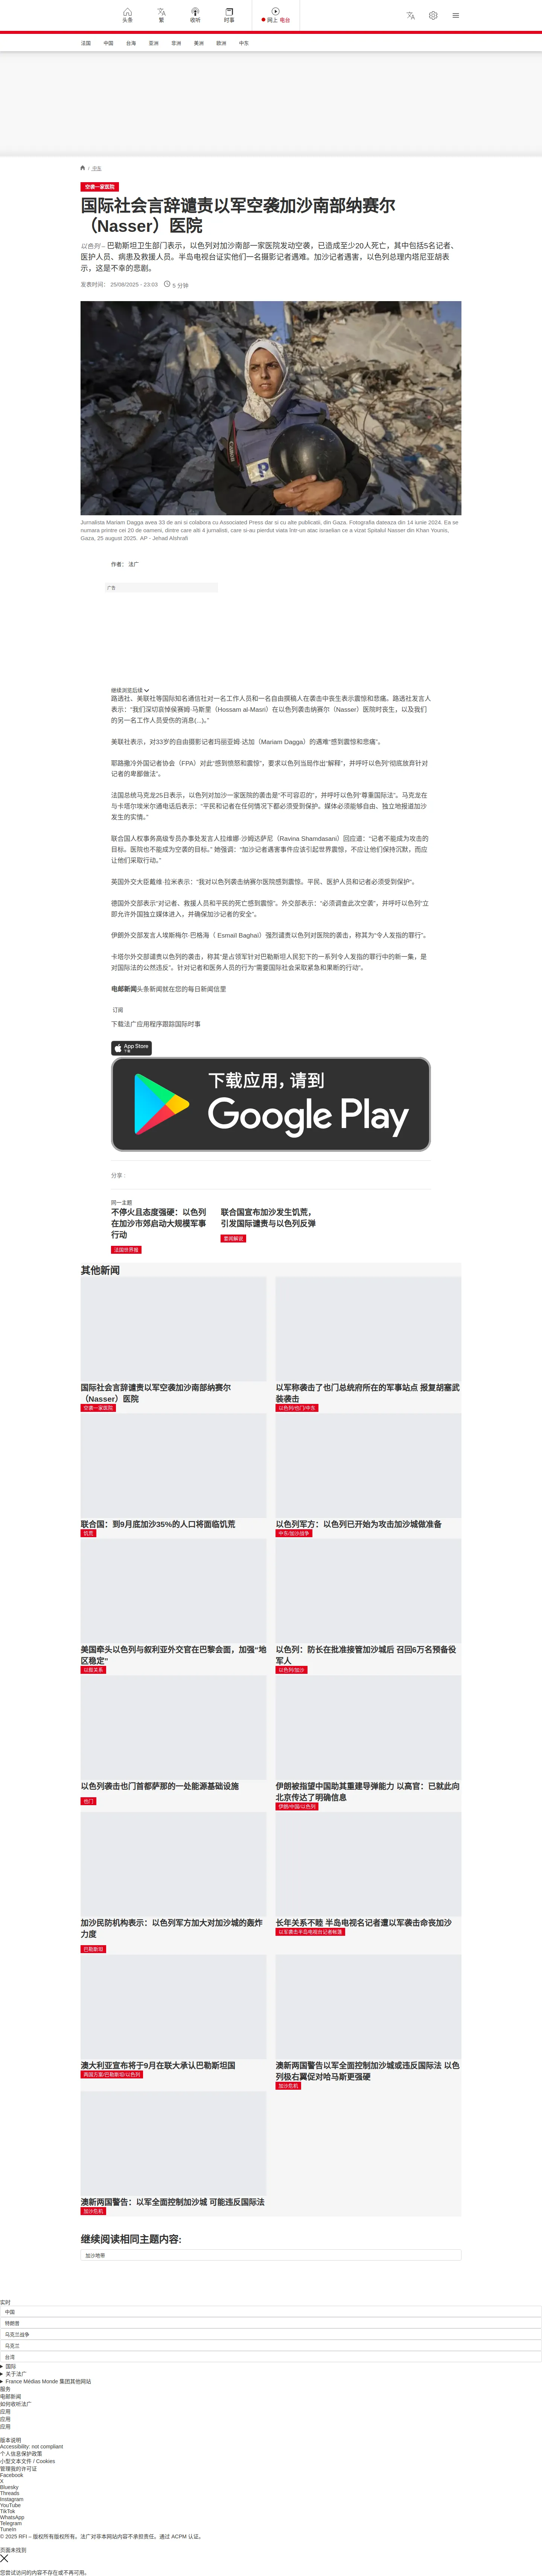 头条
繁
收听
时事
网上 电台
法国
中国
台海
亚洲
非洲
美洲
欧洲
中东
/ 中东
空袭一家医院
国际社会言辞谴责以军空袭加沙南部纳赛尔
（Nasser）医院
以色列 – 巴勒斯坦卫生部门表示，以色列对加沙南部一家医院发动空袭，已造成至少20人死亡，其中包括5名记者、
医护人员、病患及救援人员。半岛电视台证实他们一名摄影记者遇难。加沙记者遇害，以色列总理内塔尼亚胡表
示，这是不幸的悲剧。
发表时间： 25/08/2025 - 23:03 5 分钟
Jurnalista Mariam Dagga avea 33 de ani si colabora cu Associated Press dar si cu alte publicatii, din Gaza. Fotografia dateaza din 14 iunie 2024. Ea se
numara printre cei 20 de oameni, dintre care alti 4 jurnalisti, care si-au pierdut viata într-un atac israelian ce a vizat Spitalul Nasser din Khan Younis,
Gaza, 25 august 2025. AP - Jehad Alshrafi
作者： 法广
广告
继续浏览后续
路透社、美联社等国际知名通信社对一名工作人员和一名自由撰稿人在袭击中丧生表示震惊和悲痛。路透社发言人
表示：“我们深切哀悼侯赛姆·马斯里（Hossam al-Masri）在以色列袭击纳赛尔（Nasser）医院时丧生，以及我们
的另一名工作人员受伤的消息(...)。”
美联社表示，对33岁的自由摄影记者玛丽亚姆·达加（Mariam Dagga）的遇难“感到震惊和悲痛”。
耶路撒冷外国记者协会（FPA）对此“感到愤怒和震惊”，要求以色列当局作出“解释”，并呼吁以色列“彻底放弃针对
记者的卑鄙做法”。
法国总统马克龙25日表示，以色列对加沙一家医院的袭击是“不可容忍的”，并呼吁以色列“尊重国际法”。马克龙在
与卡塔尔埃米尔通电话后表示：“平民和记者在任何情况下都必须受到保护。媒体必须能够自由、独立地报道加沙
发生的实情。”
联合国人权事务高级专员办事处发言人拉维娜·沙姆达萨尼（Ravina Shamdasani）回应道：“记者不能成为攻击的
目标。医院也不能成为空袭的目标。” 她强调：“加沙记者遇害事件应该引起世界震惊，不应让他们保持沉默，而应
让他们采取行动。”
英国外交大臣戴维·拉米表示：“我对以色列袭击纳赛尔医院感到震惊。平民、医护人员和记者必须受到保护”。
德国外交部表示“对记者、救援人员和平民的死亡感到震惊”。外交部表示：“必须调查此次空袭”，并呼吁以色列“立
即允许外国独立媒体进入，并确保加沙记者的安全”。
伊朗外交部发言人埃斯梅尔·巴格海（ Esmail Baghaï）强烈谴责以色列对医院的袭击，称其为“令人发指的罪行”。
卡塔尔外交部谴责以色列的袭击，称其“是占领军针对巴勒斯坦人民犯下的一系列令人发指的罪行中的新一集，是
对国际法的公然违反”。针对记者和医务人员的行为“需要国际社会采取紧急和果断的行动”。
电邮新闻头条新闻就在您的每日新闻信里
订阅
下载法广应用程序跟踪国际时事
App Store
下载
下载应用，请到
Google Play
分享 :
同一主题
不停火且态度强硬：以色列
在加沙市郊启动大规模军事
行动
法国世界报
联合国宣布加沙发生饥荒，
引发国际谴责与以色列反弹
要闻解说
其他新闻
国际社会言辞谴责以军空袭加沙南部纳赛尔
（Nasser）医院
空袭一家医院
以军称袭击了也门总统府所在的军事站点 报复胡塞武
装袭击
以色列/也门/中东
联合国：到9月底加沙35%的人口将面临饥荒
饥荒
以色列军方：以色列已开始为攻击加沙城做准备
中东/加沙战争
美国牵头以色列与叙利亚外交官在巴黎会面，加强“地
区稳定”
以叙关系
以色列：防长在批准接管加沙城后 召回6万名预备役
军人
以色列/加沙
以色列袭击也门首都萨那的一处能源基础设施
也门
伊朗被指望中国助其重建导弹能力 以高官：已就此向
北京传达了明确信息
伊朗/中国/以色列
加沙民防机构表示：以色列军方加大对加沙城的轰炸
力度
巴勒斯坦
长年关系不睦 半岛电视名记者遭以军袭击命丧加沙
以军袭击半岛电视台记者帐篷
澳大利亚宣布将于9月在联大承认巴勒斯坦国
两国方案/巴勒斯坦/以色列
澳新两国警告以军全面控制加沙城或违反国际法 以色
列极右翼促对哈马斯更强硬
加沙危机
澳新两国警告：以军全面控制加沙城 可能违反国际法
加沙危机
继续阅读相同主题内容:
加沙地带
实时
中国
特朗普
乌克兰战争
乌克兰
台湾
国际
关于法广
France Médias Monde 集团其他网站
服务
电邮新闻
如何收听法广
应用
应用
应用
版本说明
Accessibility: not compliant
个人信息保护政策
小型文本文件 / Cookies
管理我的许可证
Facebook
X
Bluesky
Threads
Instagram
YouTube
TikTok
WhatsApp
Telegram
TuneIn
© 2025 RFI – 版权所有版权所有。法广对非本网站内容不承担责任。通过 ACPM 认证。
页面未找到
您尝试访问的内容不存在或不再可用。